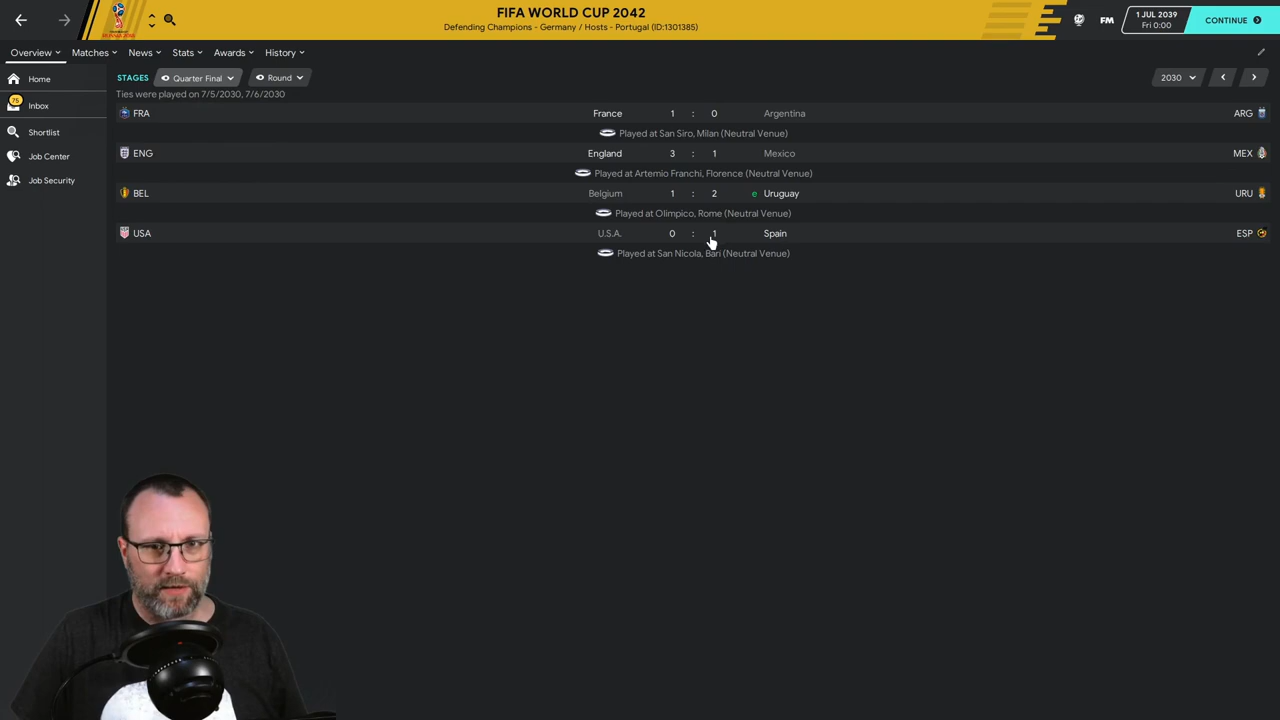 FIFA WORLD CUP 2042
Defending Champions - Germany / Hosts - Portugal (ID:1301385)
FM
1 JUL 2039
Fri 0:00
CONTINUE
Overview
Matches
News
Stats
Awards
History
Home
75
Inbox
Shortlist
Job Center
Job Security
STAGES
Quarter Final
Round
2030
Ties were played on 7/5/2030, 7/6/2030
FRA France 1 : 0 Argentina ARG
Played at San Siro, Milan (Neutral Venue)
ENG England 3 : 1 Mexico MEX
Played at Artemio Franchi, Florence (Neutral Venue)
BEL Belgium 1 : 2 e Uruguay URU
Played at Olimpico, Rome (Neutral Venue)
USA U.S.A. 0 : 1 Spain ESP
Played at San Nicola, Bari (Neutral Venue)